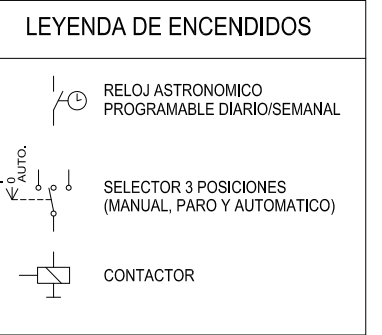 LEYENDA DE ENCENDIDOS
RELOJ ASTRONOMICO
PROGRAMABLE DIARIO/SEMANAL
0
AUTO.
SELECTOR 3 POSICIONES
(MANUAL, PARO Y AUTOMATICO)
CONTACTOR